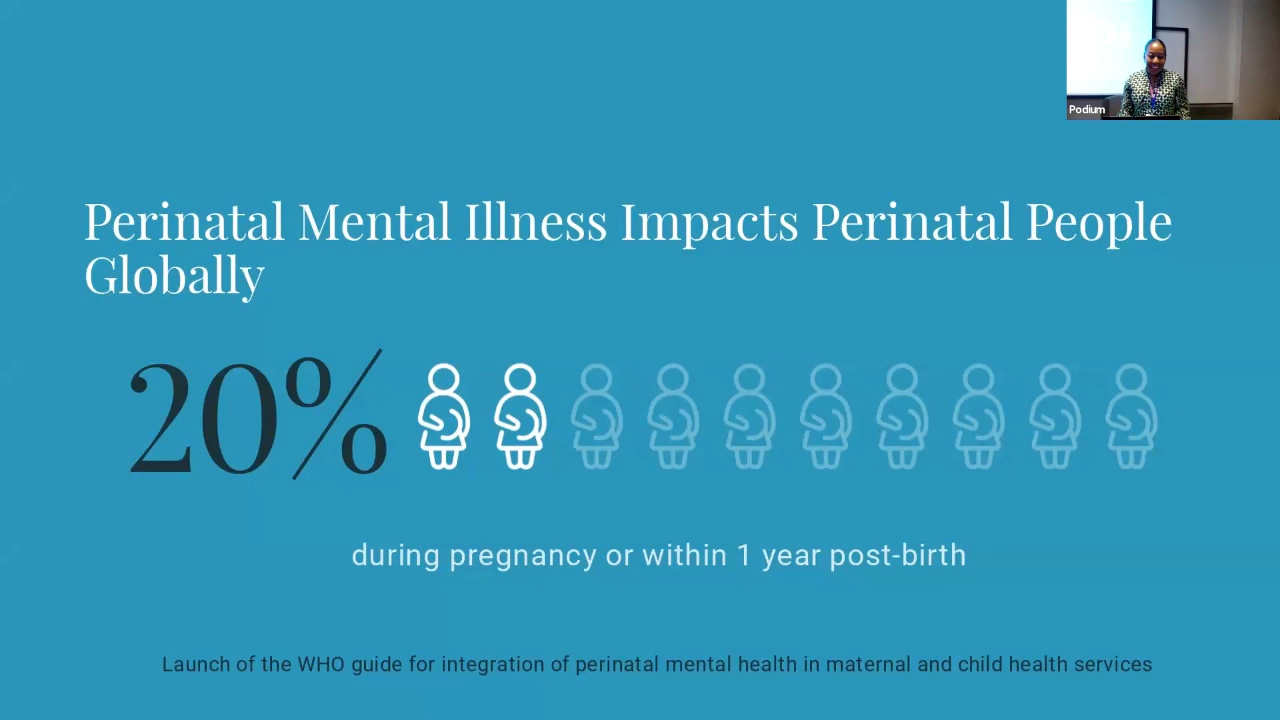 Podium
Perinatal Mental Illness Impacts Perinatal People
Globally
20%
during pregnancy or within 1 year post-birth
Launch of the WHO guide for integration of perinatal mental health in maternal and child health services